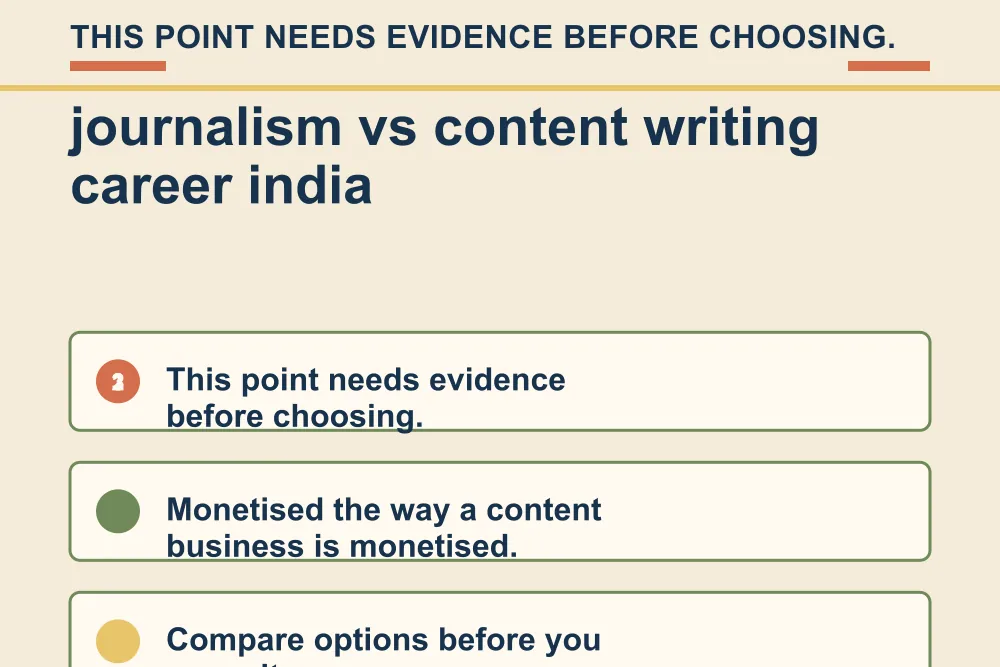 THIS POINT NEEDS EVIDENCE BEFORE CHOOSING.
journalism vs content writing
career india
This point needs evidence
before choosing.
Monetised the way a content
business is monetised.
Compare options before you